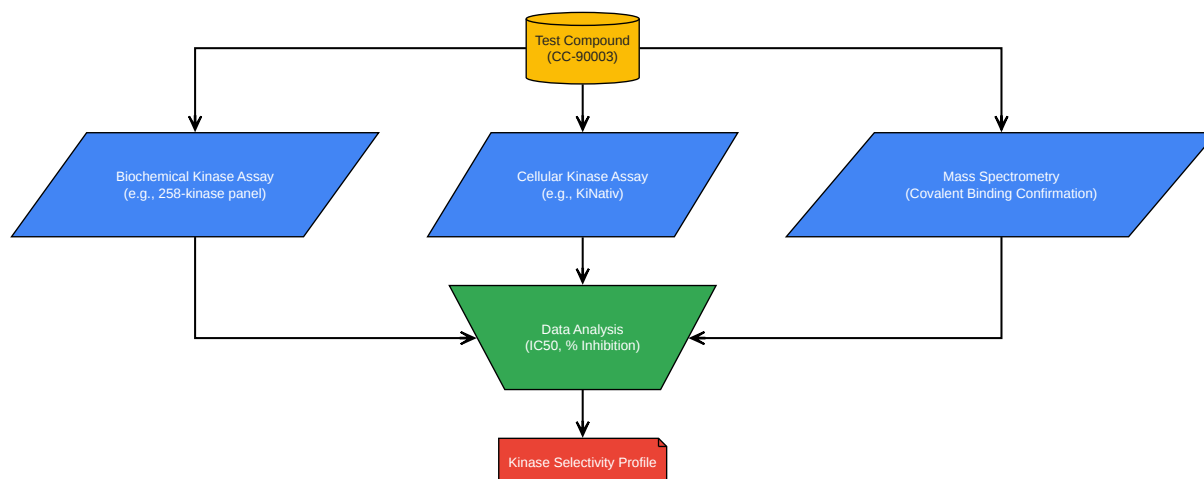 Test Compound
(CC-90003)
Biochemical Kinase Assay
(e.g., 258-kinase panel)
Cellular Kinase Assay
(e.g., KiNativ)
Mass Spectrometry
(Covalent Binding Confirmation)
Data Analysis
(IC50, % Inhibition)
Kinase Selectivity Profile